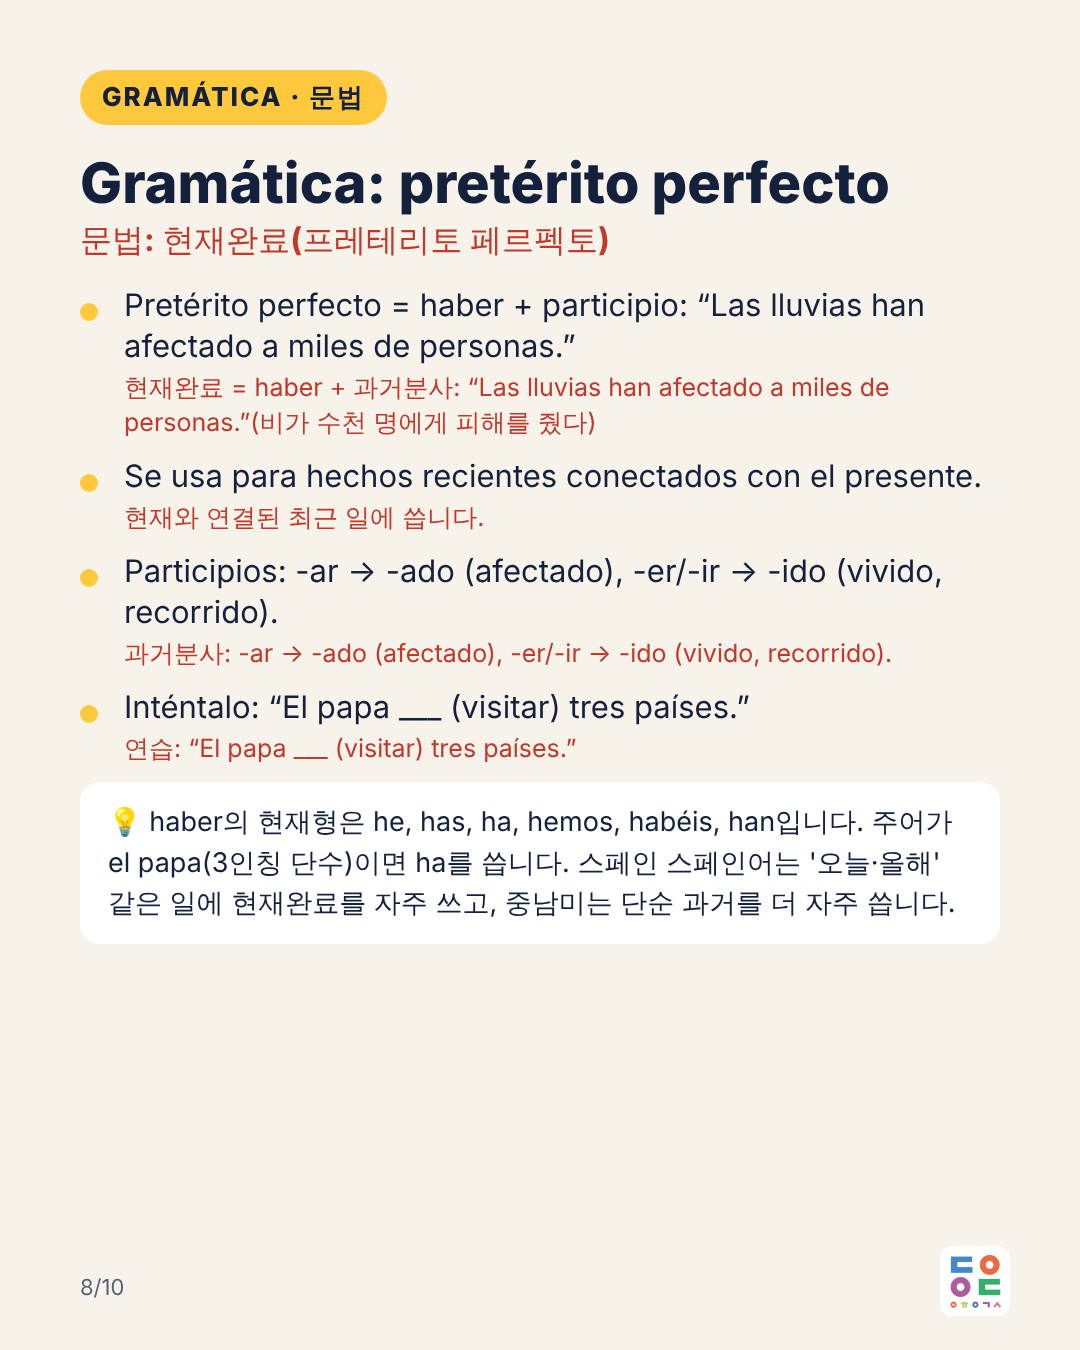 GRAMÁTICA · 문법
Gramática: pretérito perfecto
문법: 현재완료(프레테리토 페르펙토)
Pretérito perfecto = haber + participio: “Las lluvias han
afectado a miles de personas.”
현재완료 = haber + 과거분사: “Las lluvias han afectado a miles de
personas.”(비가 수천 명에게 피해를 줬다)
Se usa para hechos recientes conectados con el presente.
현재와 연결된 최근 일에 씁니다.
Participios: -ar → -ado (afectado), -er/-ir → -ido (vivido,
recorrido).
과거분사: -ar → -ado (afectado), -er/-ir → -ido (vivido, recorrido).
Inténtalo: “El papa ___ (visitar) tres países.”
연습: “El papa ___ (visitar) tres países.”
💡 haber의 현재형은 he, has, ha, hemos, habéis, han입니다. 주어가
el papa(3인칭 단수)이면 ha를 씁니다. 스페인 스페인어는 '오늘·올해'
같은 일에 현재완료를 자주 쓰고, 중남미는 단순 과거를 더 자주 씁니다.
8/10